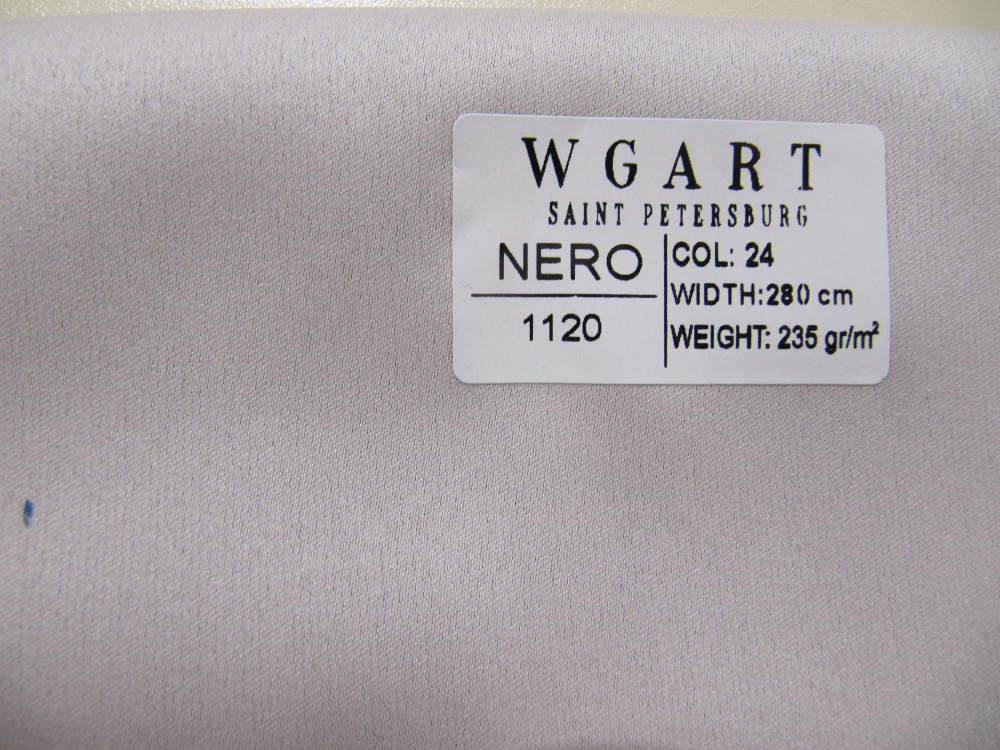 WGART
SAINT PETERSBURG
NERO
1120
COL: 24
WIDTH:280 cm
WEIGHT: 235 gr/m²